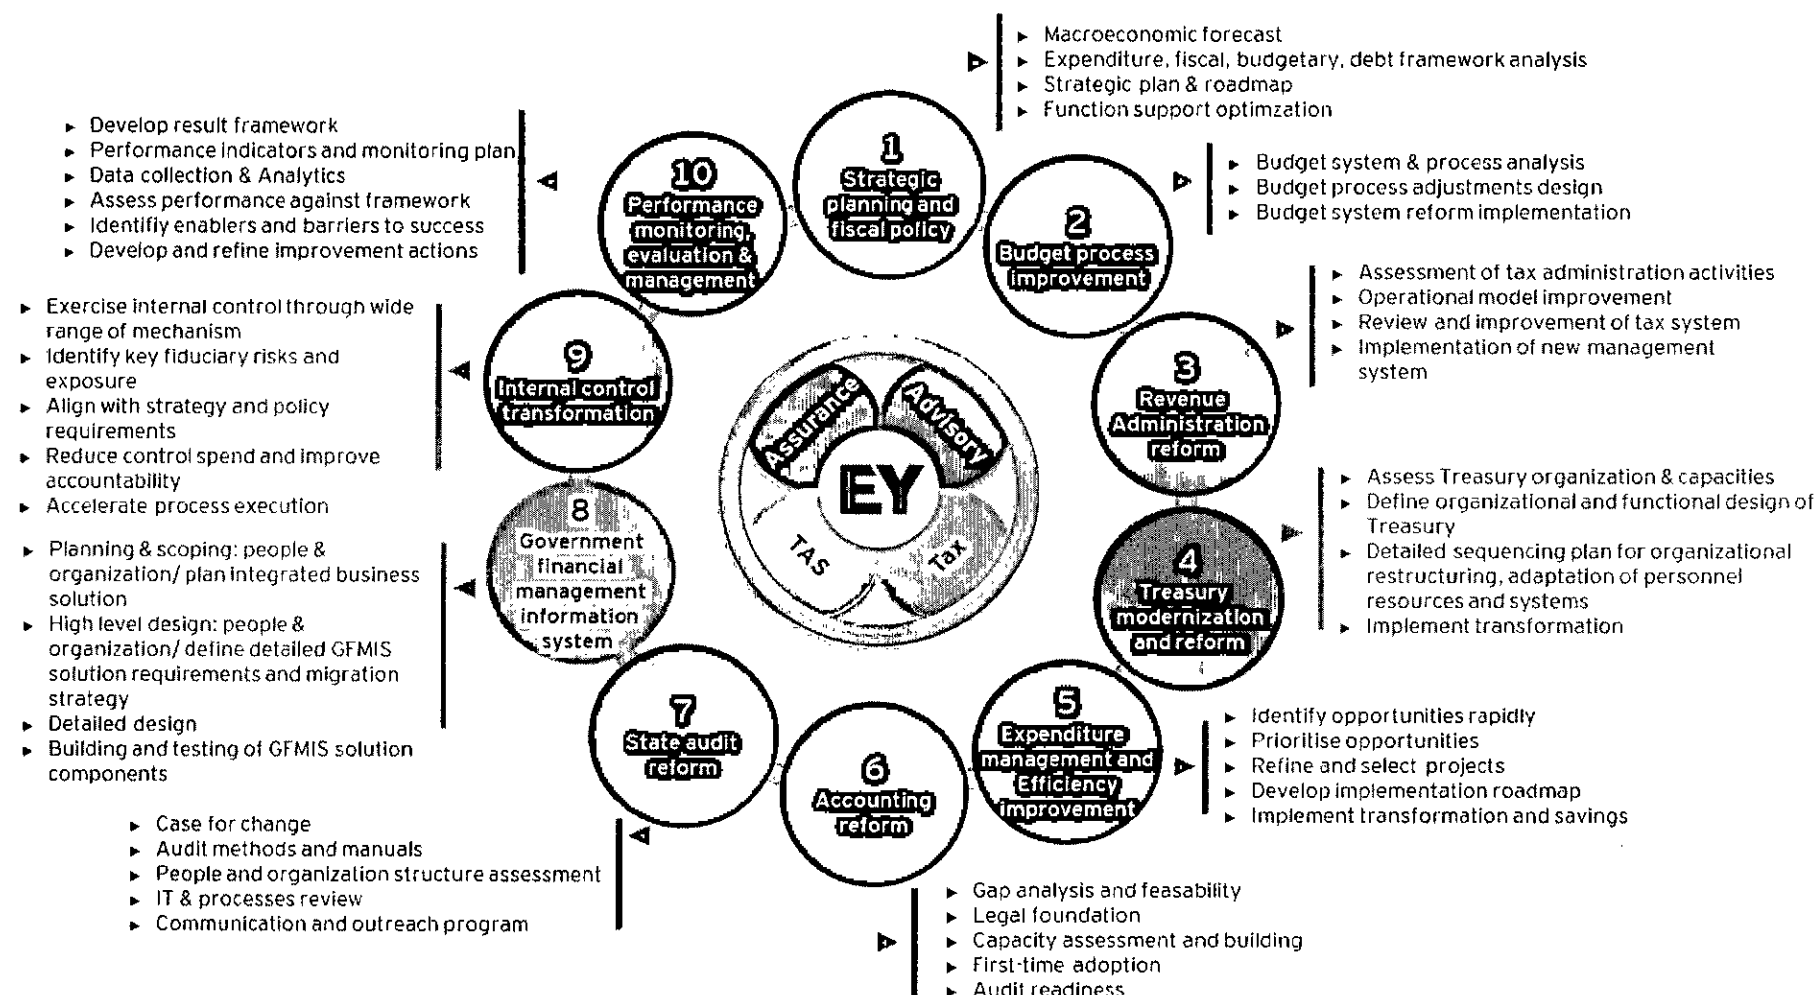 ▸ Macroeconomic forecast
▸ Expenditure, fiscal, budgetary, debt framework analysis
▸ Strategic plan & roadmap
▸ Function support optimzation
1
Strategic
planning and
fiscal policy
▸ Budget system & process analysis
▸ Budget process adjustments design
▸ Budget system reform implementation
2
Budget process
improvement
▸ Assessment of tax administration activities
▸ Operational model improvement
▸ Review and improvement of tax system
▸ Implementation of new management
system
3
Revenue
Administration
reform
▸ Assess Treasury organization & capacities
▸ Define organizational and functional design of
Treasury
▸ Detailed sequencing plan for organizational
restructuring, adaptation of personnel
resources and systems
▸ Implement transformation
4
Treasury
modernization
and reform
▸ Identify opportunities rapidly
▸ Prioritise opportunities
▸ Refine and select projects
▸ Develop implementation roadmap
▸ Implement transformation and savings
5
Expenditure
management and
Efficiency
improvement
▸ Gap analysis and feasability
▸ Legal foundation
▸ Capacity assessment and building
▸ First-time adoption
▸ Audit readiness
6
Accounting
reform
▸ Case for change
▸ Audit methods and manuals
▸ People and organization structure assessment
▸ IT & processes review
▸ Communication and outreach program
7
State audit
reform
▸ Planning & scoping: people &
organization/ plan integrated business
solution
▸ High level design: people &
organization/ define detailed GFMIS
solution requirements and migration
strategy
▸ Detailed design
▸ Building and testing of GFMIS solution
components
8
Government
financial
management
information
system
▸ Exercise internal control through wide
range of mechanism
▸ Identify key fiduciary risks and
exposure
▸ Align with strategy and policy
requirements
▸ Reduce control spend and improve
accountability
▸ Accelerate process execution
9
Internal control
transformation
▸ Develop result framework
▸ Performance indicators and monitoring plan
▸ Data collection & Analytics
▸ Assess performance against framework
▸ Identifiy enablers and barriers to success
▸ Develop and refine improvement actions
10
Performance
monitoring,
evaluation &
management
Assurance
Advisory
EY
TAS
Tax